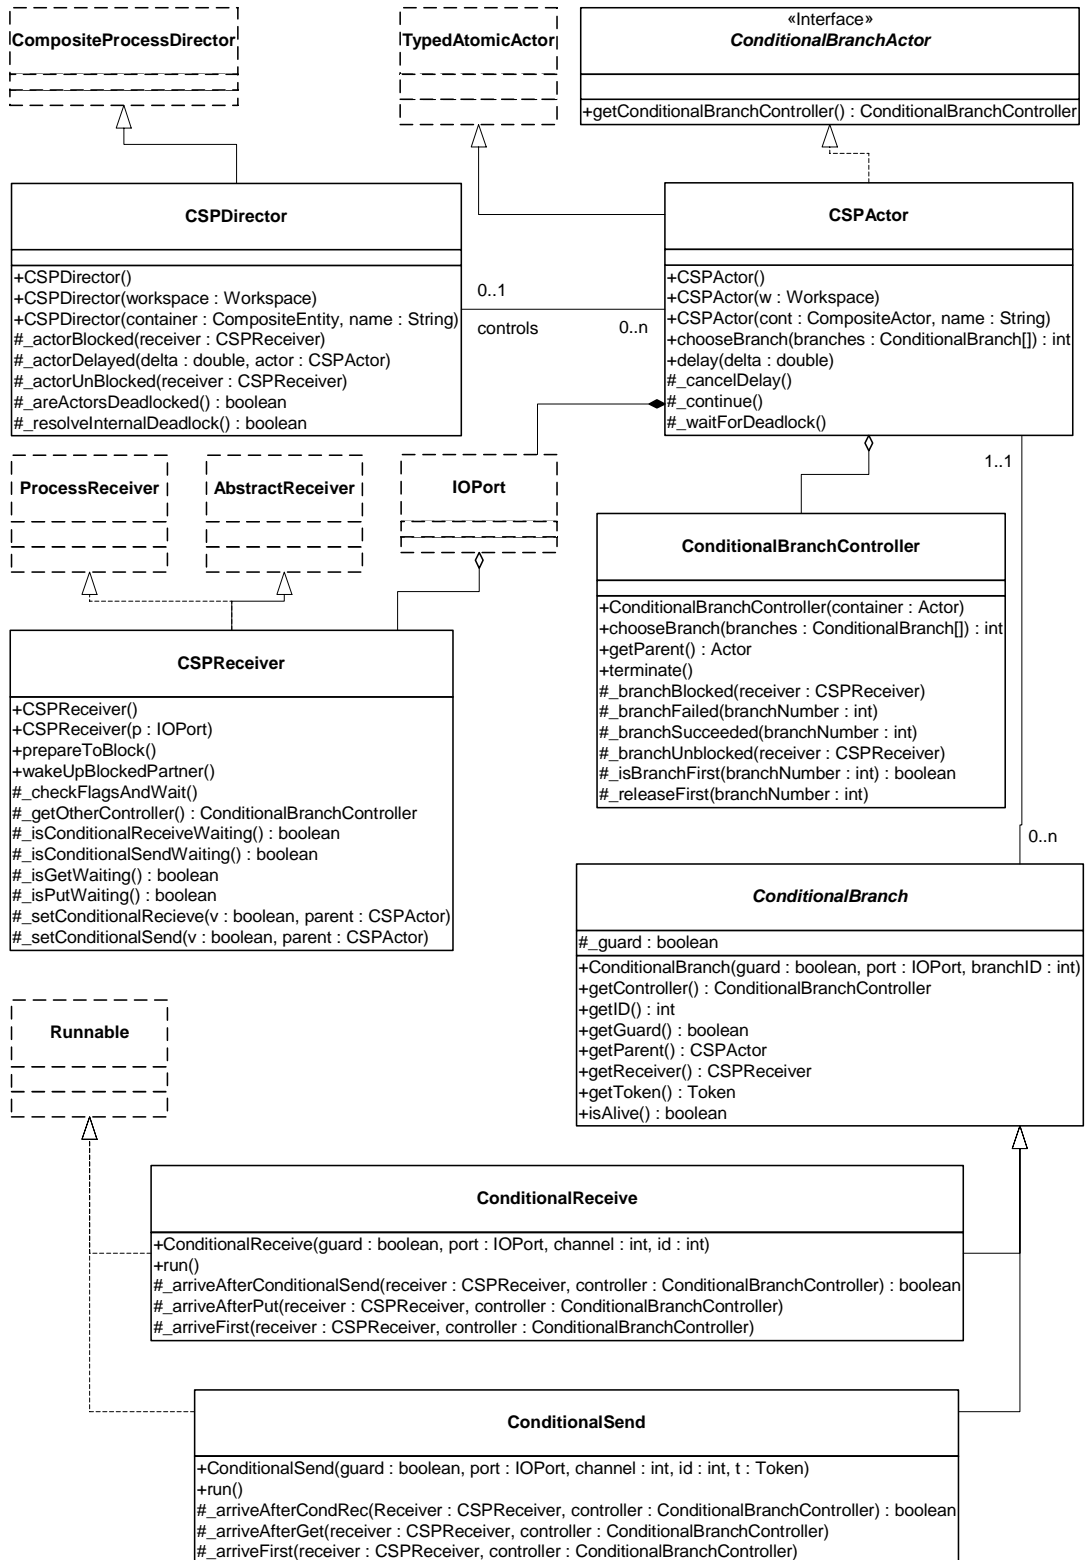 CompositeProcessDirector
TypedAtomicActor
«Interface»
ConditionalBranchActor
+getConditionalBranchController() : ConditionalBranchController
CSPDirector
+CSPDirector()
+CSPDirector(workspace : Workspace)
+CSPDirector(container : CompositeEntity, name : String)
#_actorBlocked(receiver : CSPReceiver)
#_actorDelayed(delta : double, actor : CSPActor)
#_actorUnBlocked(receiver : CSPReceiver)
#_areActorsDeadlocked() : boolean
#_resolveInternalDeadlock() : boolean
0..1
controls
0..n
CSPActor
+CSPActor()
+CSPActor(w : Workspace)
+CSPActor(cont : CompositeActor, name : String)
+chooseBranch(branches : ConditionalBranch[]) : int
+delay(delta : double)
#_cancelDelay()
#_continue()
#_waitForDeadlock()
1..1
ProcessReceiver
AbstractReceiver
IOPort
ConditionalBranchController
+ConditionalBranchController(container : Actor)
+chooseBranch(branches : ConditionalBranch[]) : int
+getParent() : Actor
+terminate()
#_branchBlocked(receiver : CSPReceiver)
#_branchFailed(branchNumber : int)
#_branchSucceeded(branchNumber : int)
#_branchUnblocked(receiver : CSPReceiver)
#_isBranchFirst(branchNumber : int) : boolean
#_releaseFirst(branchNumber : int)
CSPReceiver
+CSPReceiver()
+CSPReceiver(p : IOPort)
+prepareToBlock()
+wakeUpBlockedPartner()
#_checkFlagsAndWait()
#_getOtherController() : ConditionalBranchController
#_isConditionalReceiveWaiting() : boolean
#_isConditionalSendWaiting() : boolean
#_isGetWaiting() : boolean
#_isPutWaiting() : boolean
#_setConditionalRecieve(v : boolean, parent : CSPActor)
#_setConditionalSend(v : boolean, parent : CSPActor)
0..n
ConditionalBranch
#_guard : boolean
+ConditionalBranch(guard : boolean, port : IOPort, branchID : int)
+getController() : ConditionalBranchController
+getID() : int
+getGuard() : boolean
+getParent() : CSPActor
+getReceiver() : CSPReceiver
+getToken() : Token
+isAlive() : boolean
Runnable
ConditionalReceive
+ConditionalReceive(guard : boolean, port : IOPort, channel : int, id : int)
+run()
#_arriveAfterConditionalSend(receiver : CSPReceiver, controller : ConditionalBranchController) : boolean
#_arriveAfterPut(receiver : CSPReceiver, controller : ConditionalBranchController)
#_arriveFirst(receiver : CSPReceiver, controller : ConditionalBranchController)
ConditionalSend
+ConditionalSend(guard : boolean, port : IOPort, channel : int, id : int, t : Token)
+run()
#_arriveAfterCondRec(Receiver : CSPReceiver, controller : ConditionalBranchController) : boolean
#_arriveAfterGet(receiver : CSPReceiver, controller : ConditionalBranchController)
#_arriveFirst(receiver : CSPReceiver, controller : ConditionalBranchController)